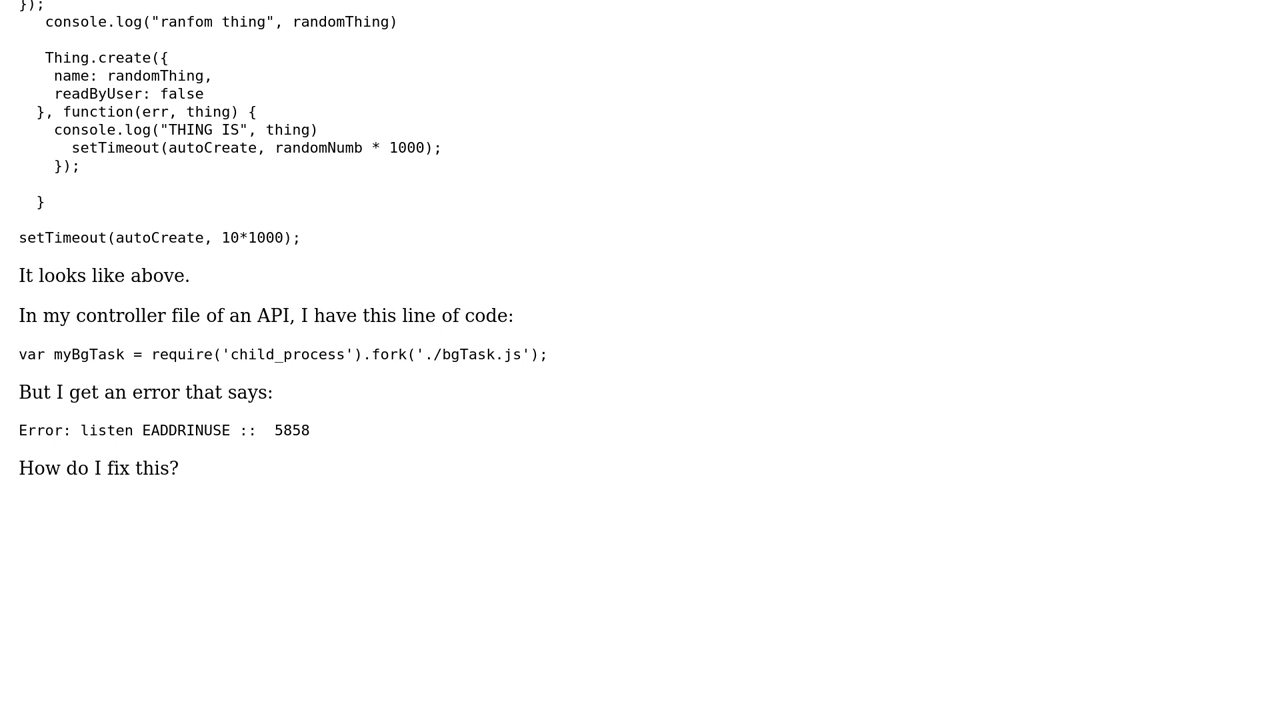 });
   console.log("ranfom thing", randomThing)
   Thing.create({
    name: randomThing,
    readByUser: false
  }, function(err, thing) {
    console.log("THING IS", thing)
      setTimeout(autoCreate, randomNumb * 1000);
    });
  }
setTimeout(autoCreate, 10*1000);
It looks like above.
In my controller file of an API, I have this line of code:
var myBgTask = require('child_process').fork('./bgTask.js');
But I get an error that says:
Error: listen EADDRINUSE ::  5858
How do I fix this?